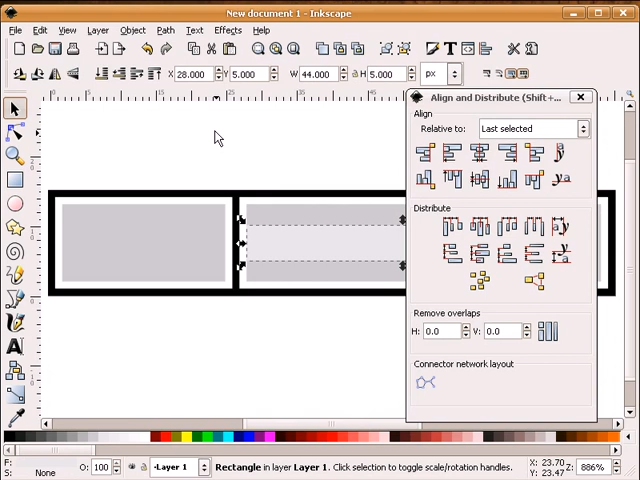 New document 1 - Inkscape
File Edit View Layer Object Path Text Effects Help
X 28.000 Y 5.000 W 44.000 H 5.000 px
0 25 45
Align and Distribute (Shift+...
Align
Relative to: Last selected
Distribute
Remove overlaps
H: 0.0 V: 0.0
Connector network layout
F: O: 100 -Layer 1 Rectangle in layer Layer 1. Click selection to toggle scale/rotation handles. X: 23.70 Z: 886%
S: None Y: 23.47